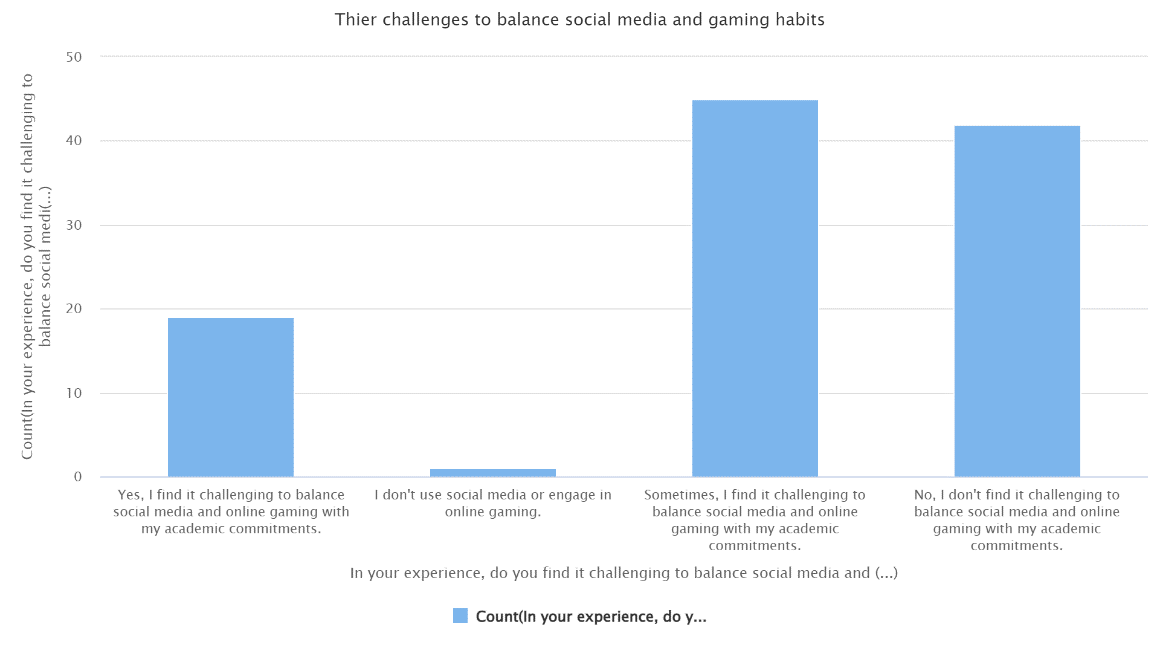 Thier challenges to balance social media and gaming habits
Count(In your experience, do you find it challenging to
balance social medi(...)
50
40
30
20
10
0
Yes, I find it challenging to balance
social media and online gaming with
my academic commitments.
I don't use social media or engage in
online gaming.
Sometimes, I find it challenging to
balance social media and online
gaming with my academic
commitments.
No, I don't find it challenging to
balance social media and online
gaming with my academic
commitments.
In your experience, do you find it challenging to balance social media and (...)
Count(In your experience, do y...